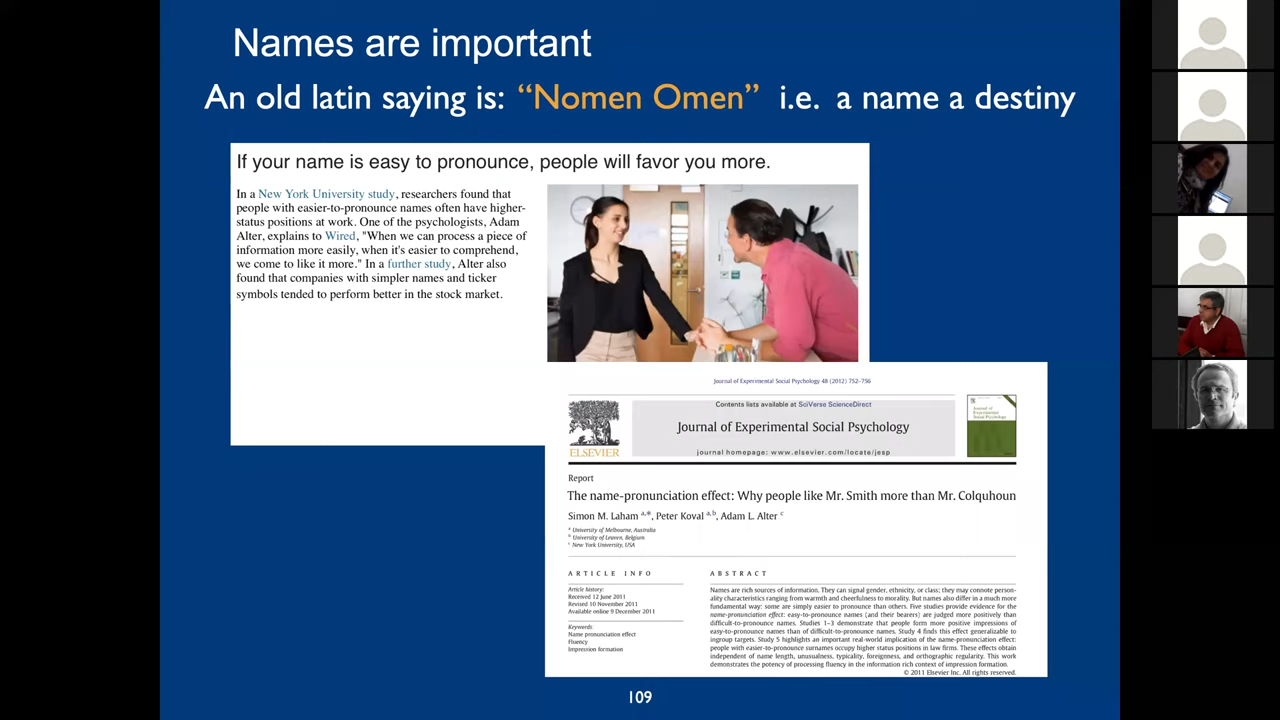 Names are important
An old latin saying is: “Nomen Omen” i.e. a name a destiny
If your name is easy to pronounce, people will favor you more.
In a New York University study, researchers found that
people with easier-to-pronounce names often have higher-
status positions at work. One of the psychologists, Adam
Alter, explains to Wired, "When we can process a piece of
information more easily, when it's easier to comprehend,
we come to like it more." In a further study, Alter also
found that companies with simpler names and ticker
symbols tended to perform better in the stock market.
Journal of Experimental Social Psychology 48 (2012) 752–756
Contents lists available at SciVerse ScienceDirect
Journal of Experimental Social Psychology
journal homepage: www.elsevier.com/locate/jesp
ELSEVIER
Journal of
Experimental
Social Psychology
Report
The name-pronunciation effect: Why people like Mr. Smith more than Mr. Colquhoun
Simon M. Laham a,*, Peter Koval a,b, Adam L. Alter c
a University of Melbourne, Australia
b University of Leuven, Belgium
c New York University, USA
ARTICLE INFO
Article history:
Received 12 June 2011
Revised 10 November 2011
Available online 9 December 2011
Keywords:
Name pronunciation effect
Fluency
Impression formation
ABSTRACT
Names are rich sources of information. They can signal gender, ethnicity, or class; they may connote person-
ality characteristics ranging from warmth and cheerfulness to morality. But names also differ in a much more
fundamental way: some are simply easier to pronounce than others. Five studies provide evidence for the
name-pronunciation effect: easy-to-pronounce names (and their bearers) are judged more positively than
difficult-to-pronounce names. Studies 1–3 demonstrate that people form more positive impressions of
easy-to-pronounce names than of difficult-to-pronounce names. Study 4 finds this effect generalizable to
ingroup targets. Study 5 highlights an important real-world implication of the name-pronunciation effect:
people with easier-to-pronounce surnames occupy higher status positions in law firms. These effects obtain
independent of name length, unusualness, typicality, foreignness, and orthographic regularity. This work
demonstrates the potency of processing fluency in the information rich context of impression formation.
© 2011 Elsevier Inc. All rights reserved.
109